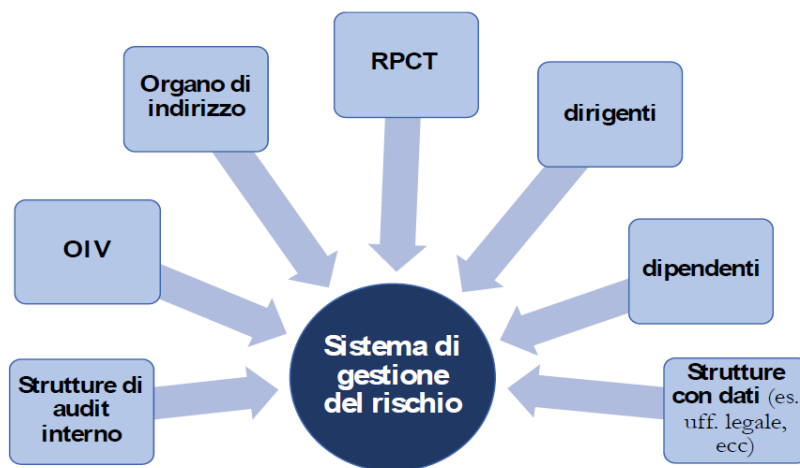 RPCT
Organo di
indirizzo
dirigenti
OIV
dipendenti
Sistema di
gestione
del rischio
Strutture di
audit
interno
Strutture
con dati (es.
uff. legale,
ecc)